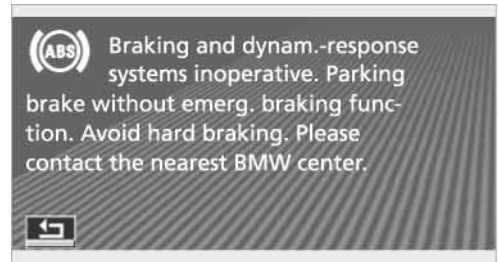 ABS
Braking and dynam.-response
systems inoperative. Parking
brake without emerg. braking func-
tion. Avoid hard braking. Please
contact the nearest BMW center.